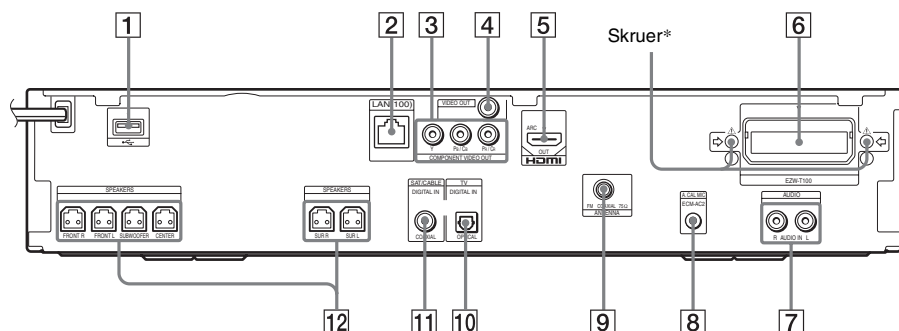 1
2
3
4
5
Skruer*
6
LAN(100)
VIDEO OUT
Y
PB / CB
PR / CR
COMPONENT VIDEO OUT
ARC
OUT
HDMI
EZW-T100
SPEAKERS
FRONT R
FRONT L
SUBWOOFER
CENTER
SPEAKERS
SUR R
SUR L
SAT/CABLE
DIGITAL IN
COAXIAL
TV
DIGITAL IN
OPTICAL
FM COAXIAL 75Ω
ANTENNA
A.CAL MIC
ECM-AC2
AUDIO
R AUDIO IN L
12
11
10
9
8
7